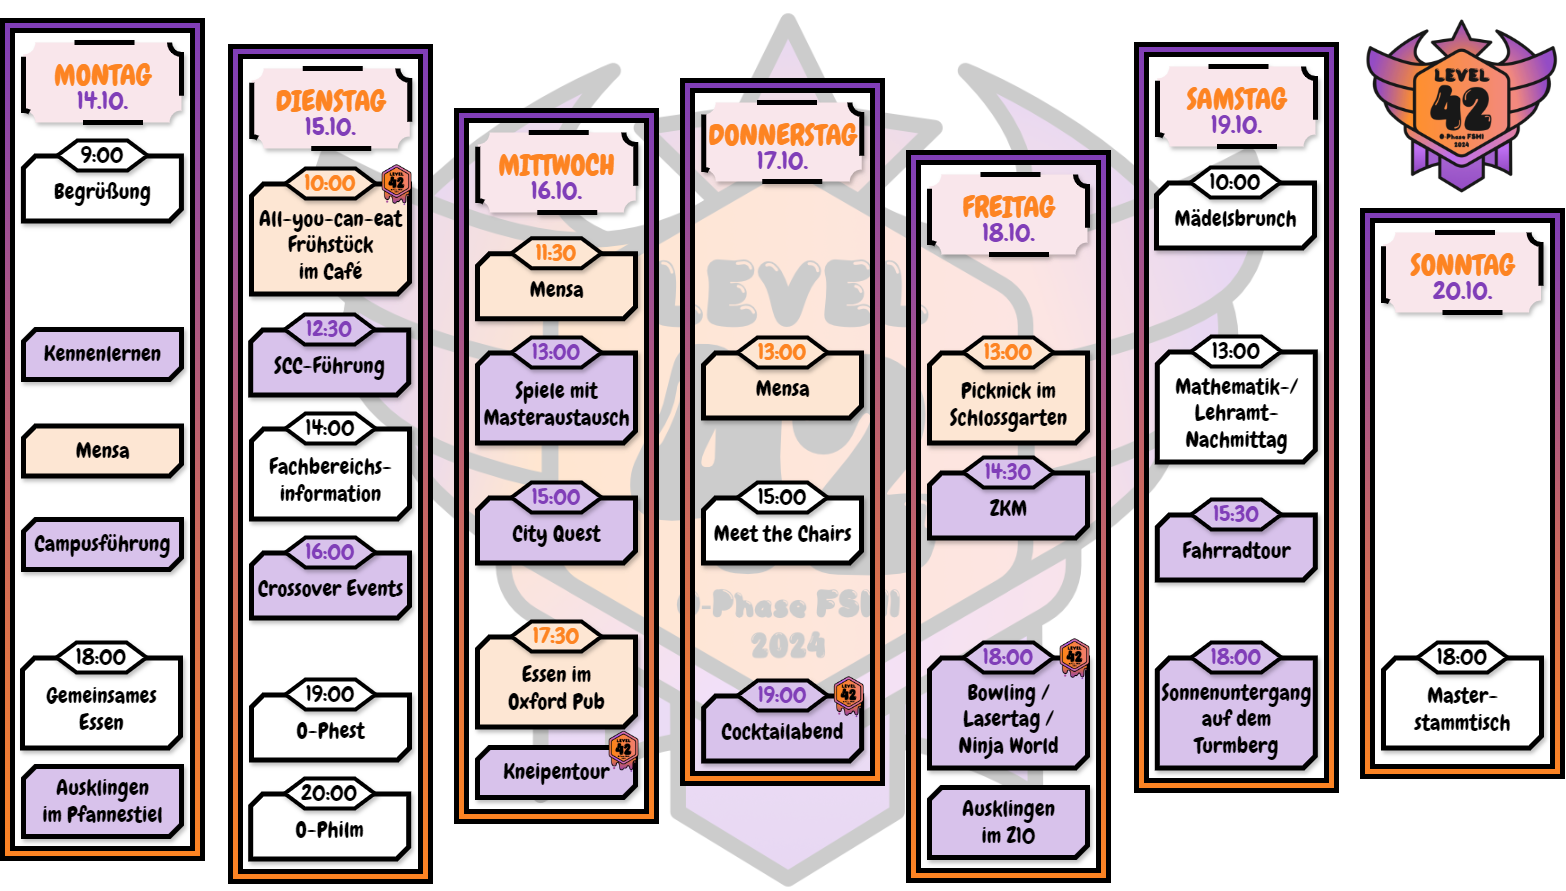 MONTAG
14.10.
9:00
Begrüßung
Kennenlernen
Mensa
Campusführung
18:00
Gemeinsames
Essen
Ausklingen
im Pfannestiel
DIENSTAG
15.10.
10:00
LEVEL
42
All-you-can-eat
Frühstück
im Café
12:30
SCC-Führung
14:00
Fachbereichs-
information
16:00
Crossover Events
19:00
O-Phest
20:00
O-Philm
MITTWOCH
16.10.
11:30
Mensa
13:00
Spiele mit
Masteraustausch
15:00
City Quest
17:30
Essen im
Oxford Pub
LEVEL
42
Kneipentour
DONNERSTAG
17.10.
13:00
Mensa
15:00
Meet the Chairs
19:00
LEVEL
42
Cocktailabend
FREITAG
18.10.
13:00
Picknick im
Schlossgarten
14:30
ZKM
18:00
LEVEL
42
Bowling /
Lasertag /
Ninja World
Ausklingen
im Z10
SAMSTAG
19.10.
10:00
Mädelsbrunch
13:00
Mathematik-/
Lehramt-
Nachmittag
15:30
Fahrradtour
18:00
Sonnenuntergang
auf dem
Turmberg
LEVEL
42
O-Phase FSMI
2024
SONNTAG
20.10.
18:00
Master-
stammtisch
LEVEL
42
O-Phase FSMI
2024